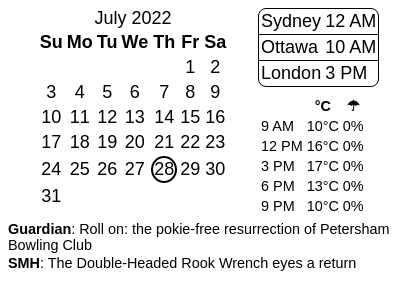 July 2022
Su Mo Tu We Th Fr Sa
1 2
3 4 5 6 7 8 9
10 11 12 13 14 15 16
17 18 19 20 21 22 23
24 25 26 27 28 29 30
31
Sydney 12 AM
Ottawa 10 AM
London 3 PM
°C ☂
9 AM 10°C 0%
12 PM 16°C 0%
3 PM 17°C 0%
6 PM 13°C 0%
9 PM 10°C 0%
Guardian: Roll on: the pokie-free resurrection of Petersham
Bowling Club
SMH: The Double-Headed Rook Wrench eyes a return